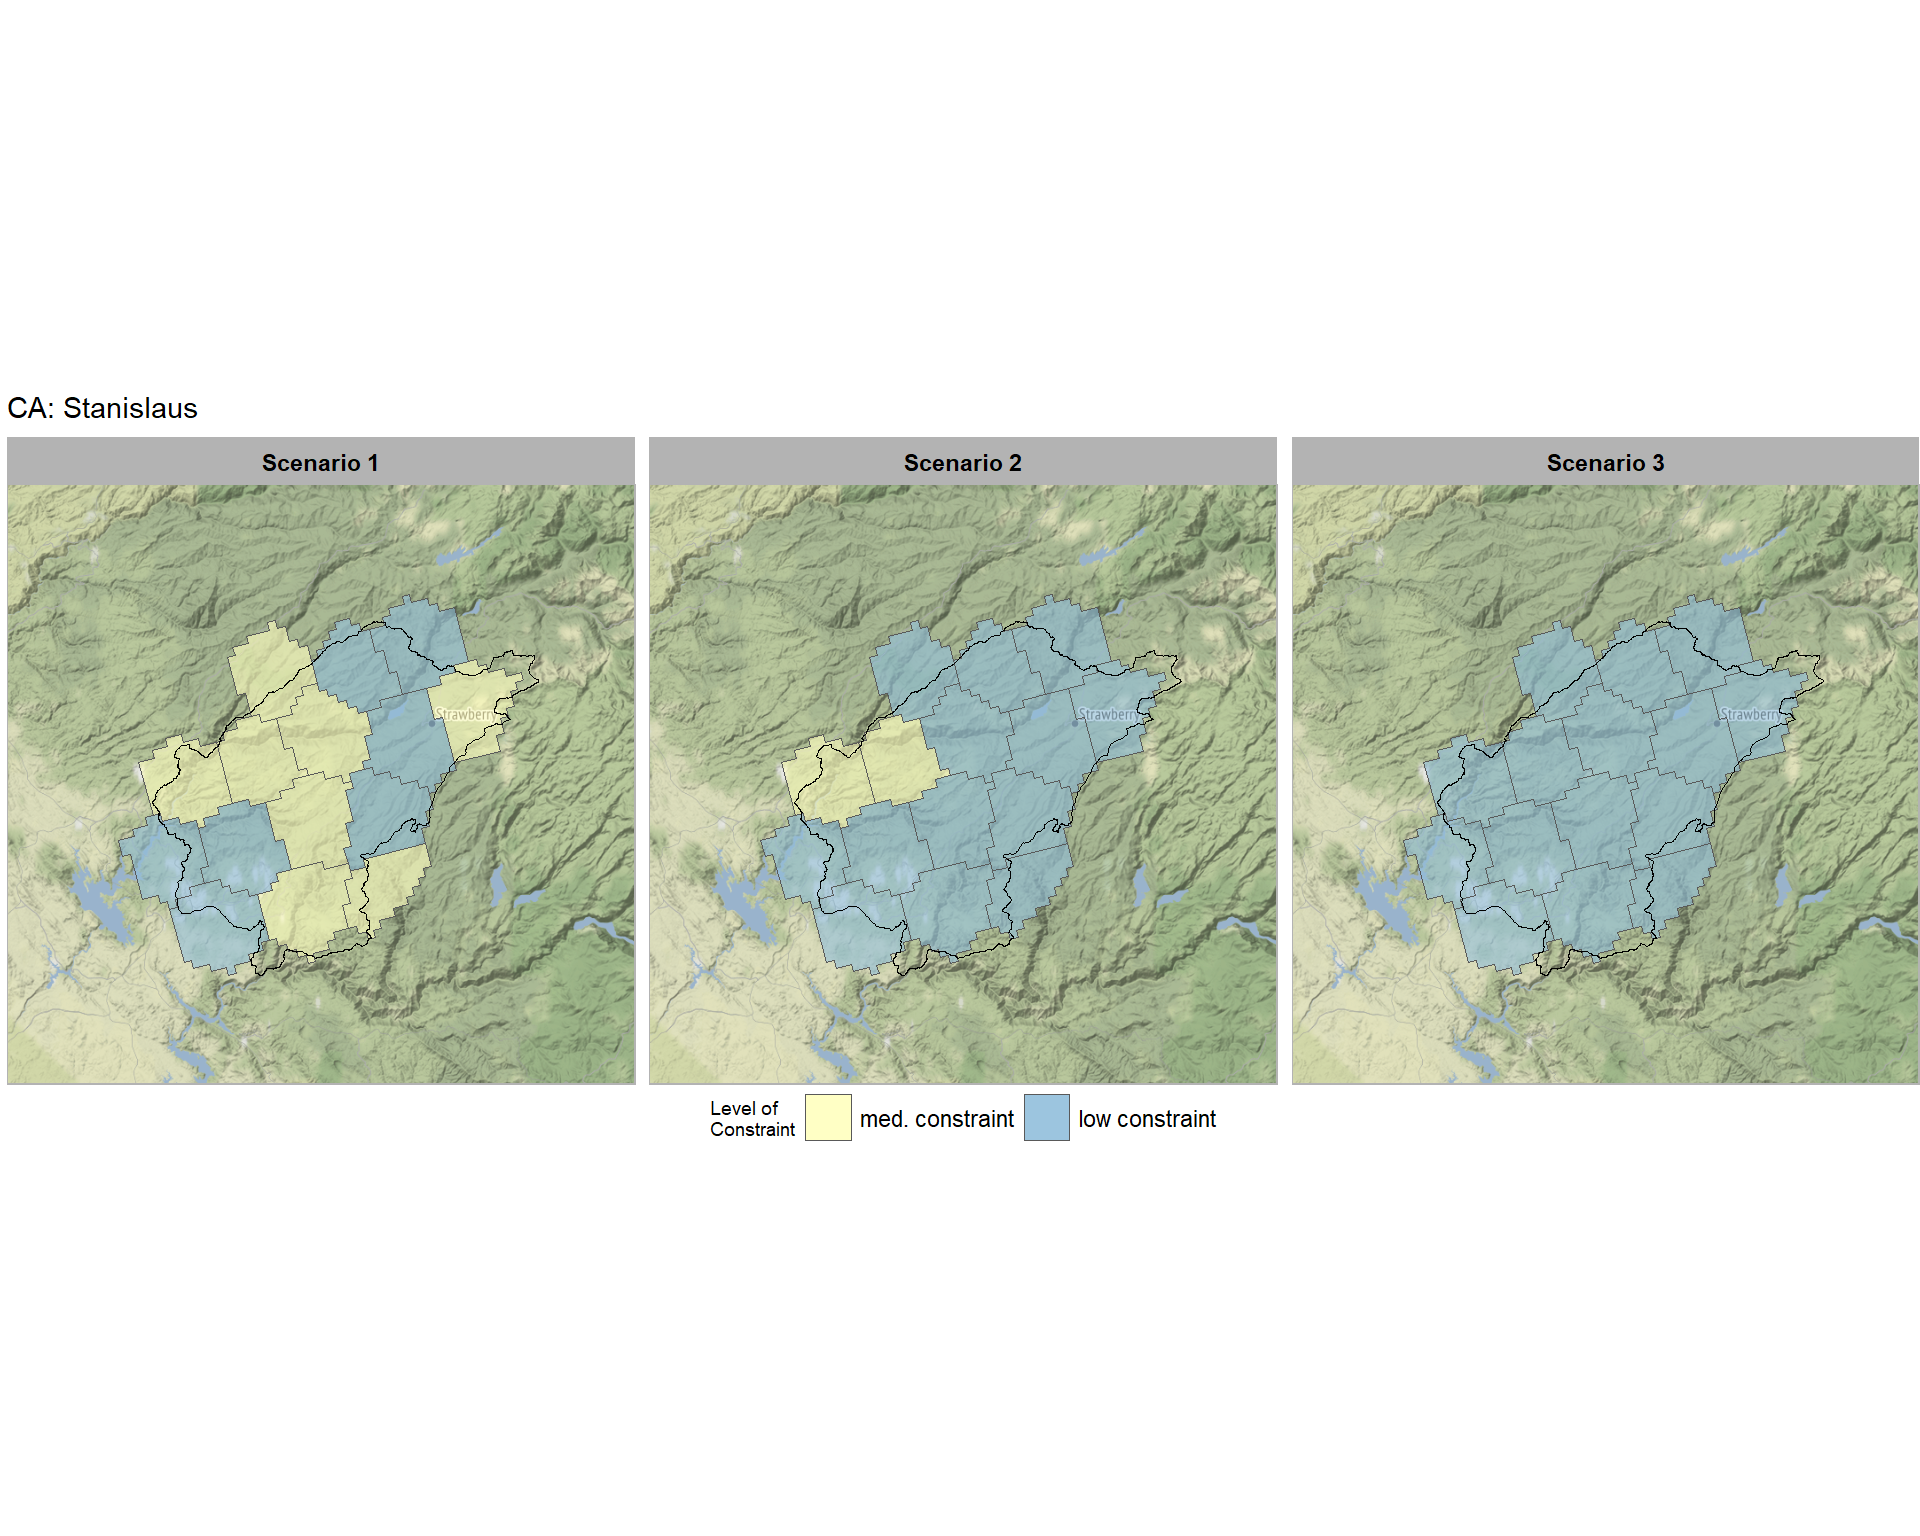 CA: Stanislaus
Scenario 1
Scenario 2
Scenario 3
Strawberry
Strawberry
Strawberry
Level of
Constraint
med. constraint
low constraint